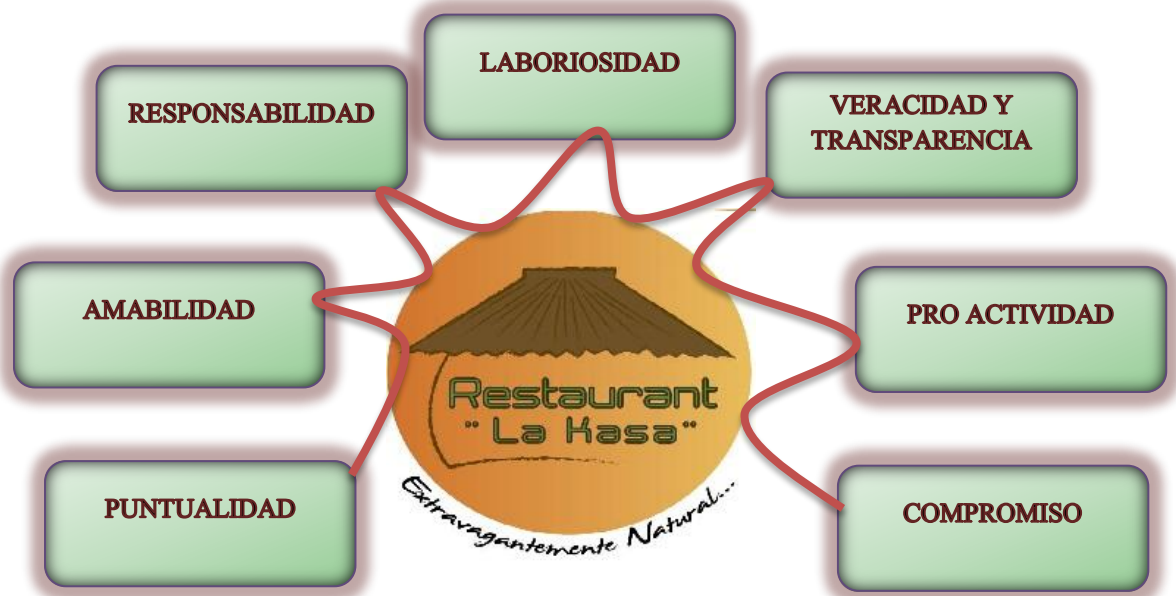 LABORIOSIDAD
RESPONSABILIDAD
VERACIDAD Y
TRANSPARENCIA
AMABILIDAD
PRO ACTIVIDAD
Restaurant
¨ La Kasa¨
Extravagantemente Natural...
PUNTUALIDAD
COMPROMISO